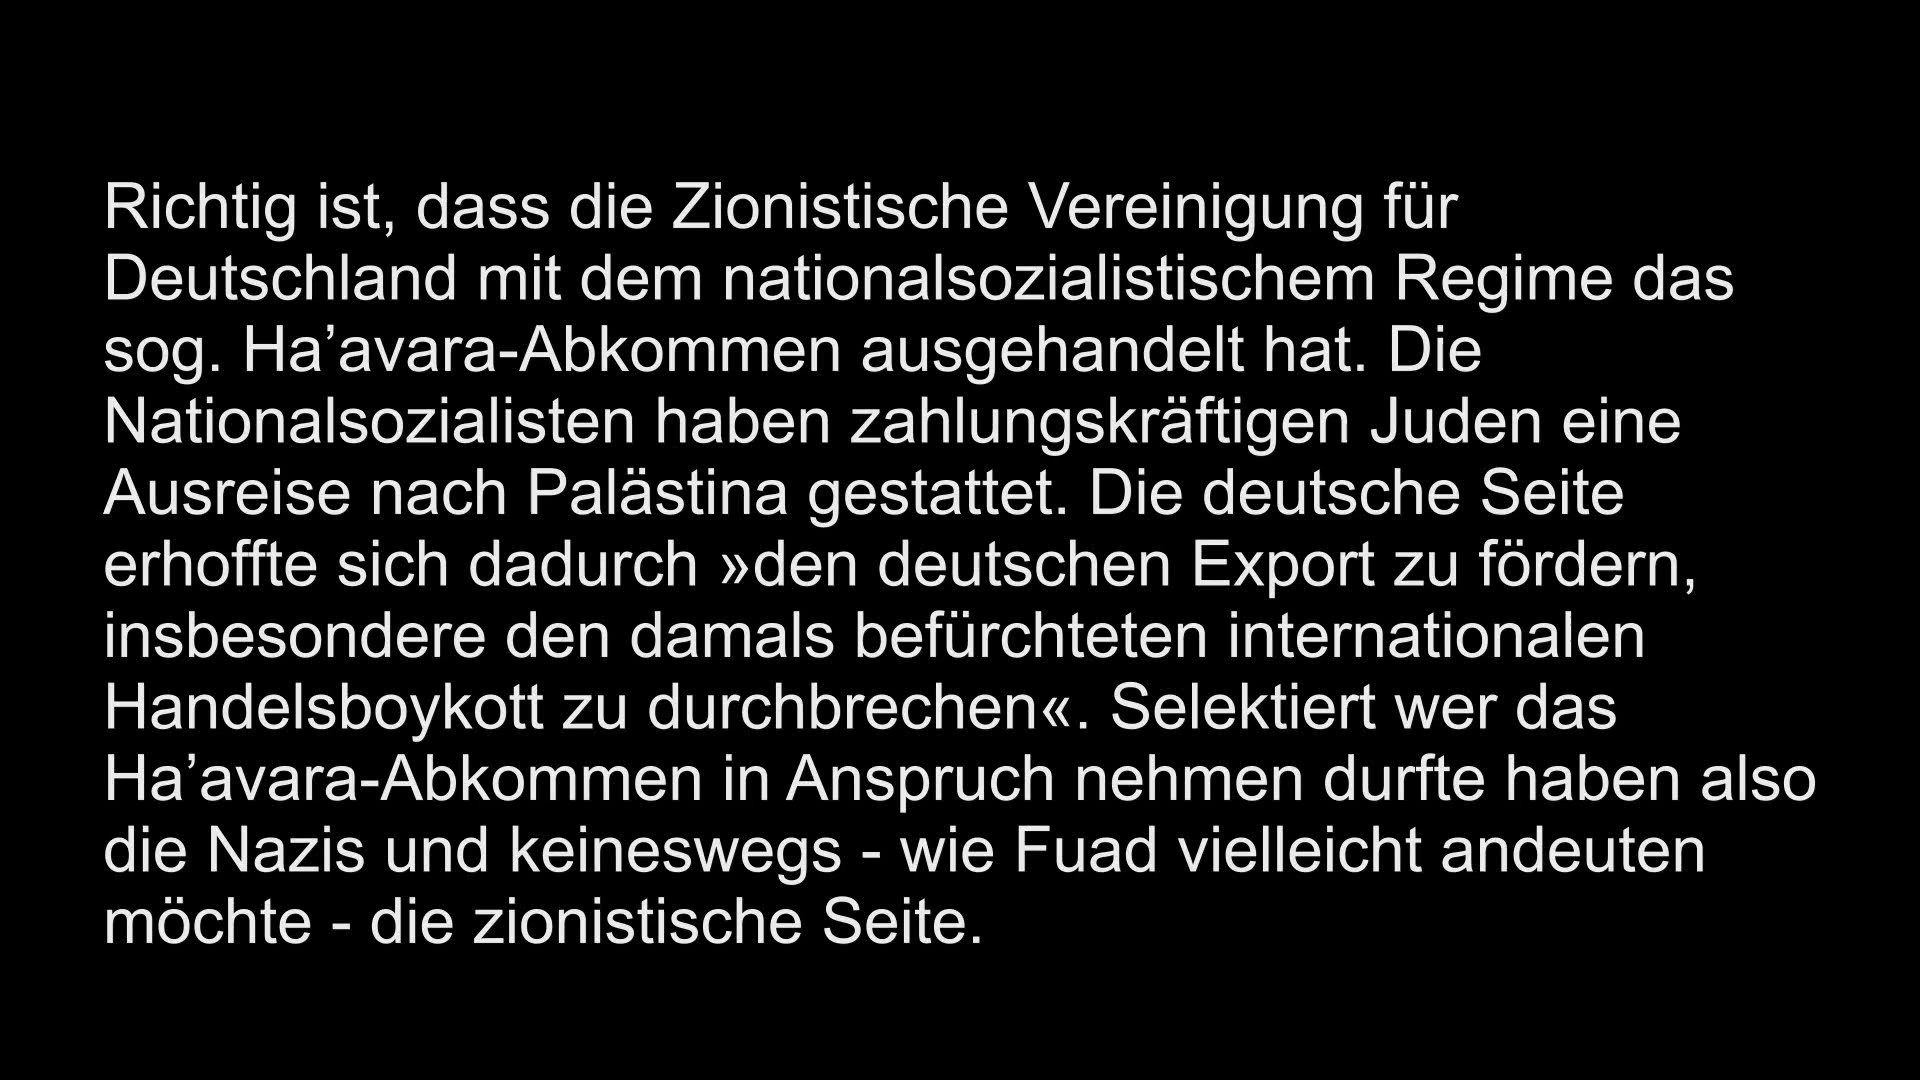 Richtig ist, dass die Zionistische Vereinigung für
Deutschland mit dem nationalsozialistischem Regime das
sog. Ha’avara-Abkommen ausgehandelt hat. Die
Nationalsozialisten haben zahlungskräftigen Juden eine
Ausreise nach Palästina gestattet. Die deutsche Seite
erhoffte sich dadurch »den deutschen Export zu fördern,
insbesondere den damals befürchteten internationalen
Handelsboykott zu durchbrechen«. Selektiert wer das
Ha’avara-Abkommen in Anspruch nehmen durfte haben also
die Nazis und keineswegs - wie Fuad vielleicht andeuten
möchte - die zionistische Seite.